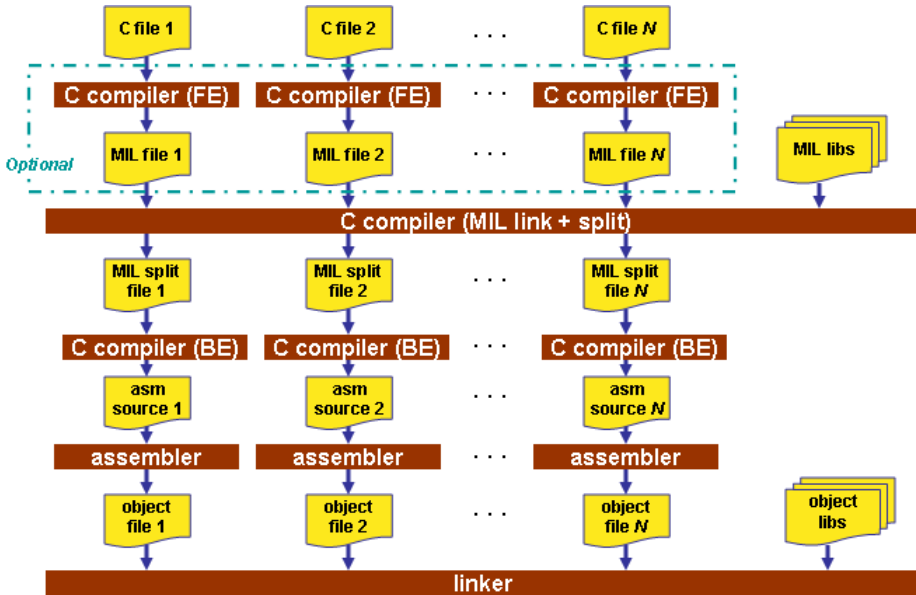 C file 1
C file 2
. . .
C file N
C compiler (FE)
C compiler (FE)
. . .
C compiler (FE)
Optional
MIL file 1
MIL file 2
. . .
MIL file N
MIL libs
C compiler (MIL link + split)
MIL split
file 1
MIL split
file 2
. . .
MIL split
file N
C compiler (BE)
C compiler (BE)
. . .
C compiler (BE)
asm
source 1
asm
source 2
. . .
asm
source N
assembler
assembler
. . .
assembler
object
file 1
object
file 2
. . .
object
file N
object
libs
linker